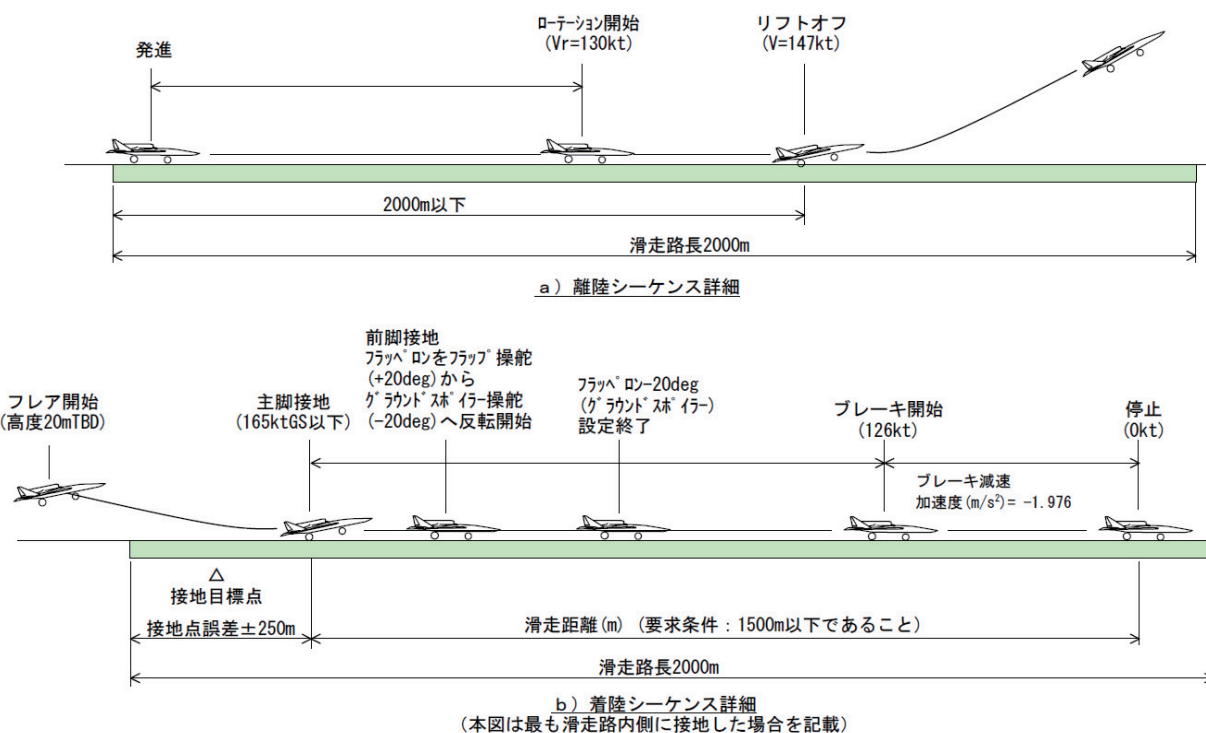 発進
ﾛｰﾃｰｼｮﾝ開始
(Vr=130kt)
リフトオフ
(V=147kt)
2000m以下
滑走路長2000m
a）離陸シーケンス詳細
フレア開始
(高度20mTBD)
主脚接地
(165ktGS以下)
前脚接地
ﾌﾗｯﾍﾟﾛﾝをﾌﾗｯﾌﾟ操舵
(+20deg)から
ｸﾞﾗｳﾝﾄﾞｽﾎﾟｲﾗｰ操舵
(-20deg)へ反転開始
ﾌﾗｯﾍﾟﾛﾝ-20deg
(ｸﾞﾗｳﾝﾄﾞｽﾎﾟｲﾗｰ)
設定終了
ブレーキ開始
(126kt)
停止
(0kt)
ブレーキ減速
加速度(m/s²)= -1.976
△
接地目標点
接地点誤差±250m
滑走距離(m)（要求条件：1500m以下であること）
滑走路長2000m
b）着陸シーケンス詳細
（本図は最も滑走路内側に接地した場合を記載）